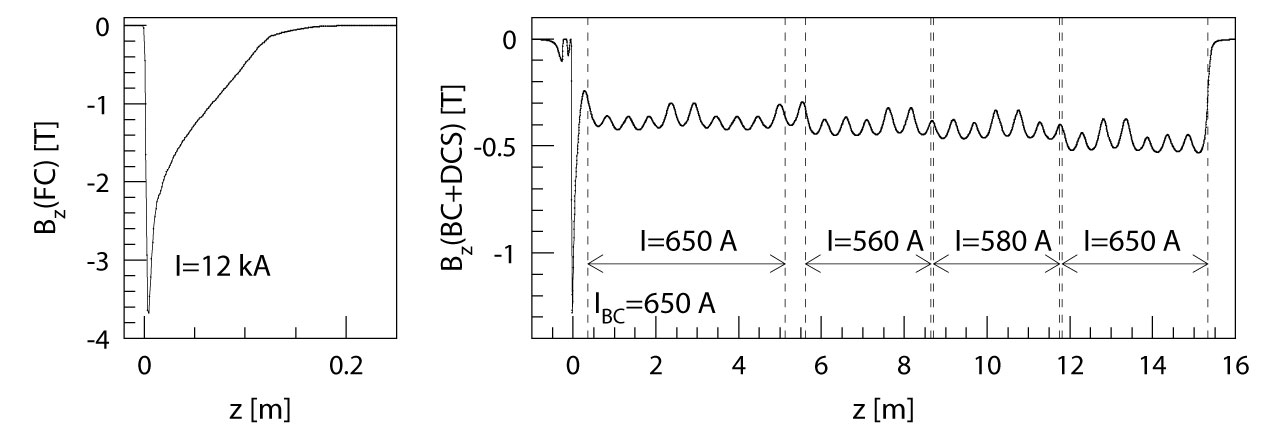 B_z(FC) [T]
0
-1
-2
-3
-4
I=12 kA
0
0.2
z [m]
B_z(BC+DCS) [T]
0
-0.5
-1
I=650 A
I=560 A
I=580 A
I=650 A
I_BC=650 A
0
2
4
6
8
10
12
14
16
z [m]